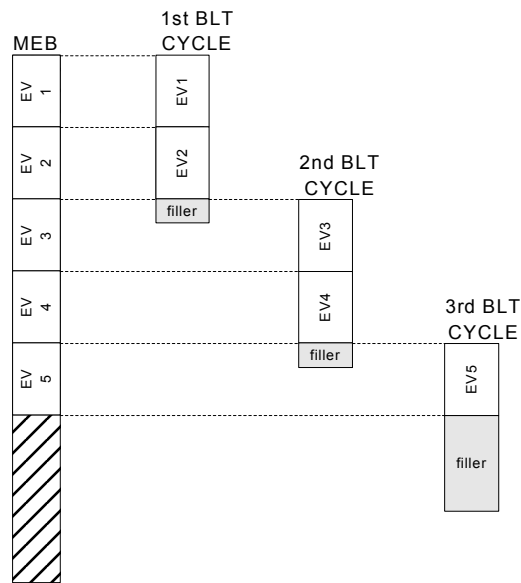 1st BLT
CYCLE
MEB
EV 1
EV 2
EV 3
EV 4
EV 5
EV1
EV2
filler
2nd BLT
CYCLE
EV3
EV4
filler
3rd BLT
CYCLE
EV5
filler